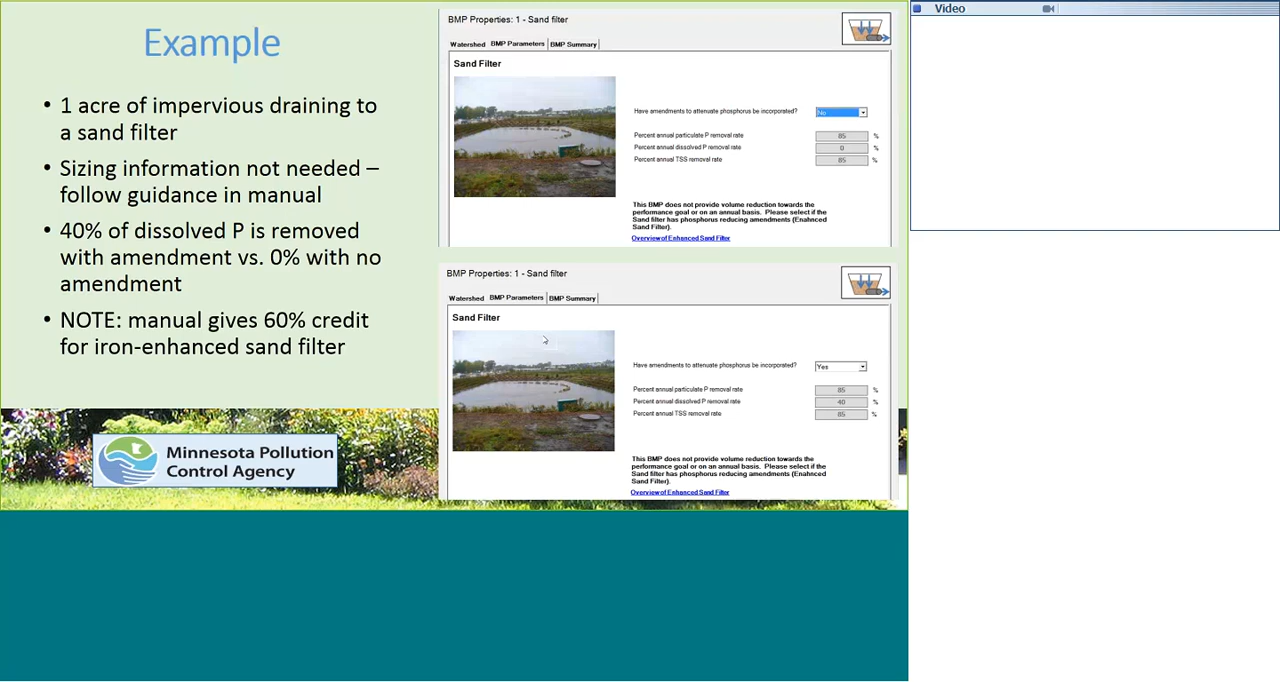 Example
• 1 acre of impervious draining to
a sand filter
• Sizing information not needed –
follow guidance in manual
• 40% of dissolved P is removed
with amendment vs. 0% with no
amendment
• NOTE: manual gives 60% credit
for iron-enhanced sand filter
Minnesota Pollution
Control Agency
BMP Properties: 1 - Sand filter
Watershed BMP Parameters BMP Summary
Sand Filter
Have amendments to attenuate phosphorus be incorporated? No
Percent annual particulate P removal rate 85 %
Percent annual dissolved P removal rate 0 %
Percent annual TSS removal rate 85 %
This BMP does not provide volume reduction towards the
performance goal or on an annual basis. Please select if the
Sand filter has phosphorus reducing amendments (Enahnced
Sand Filter).
Overview of Enhanced Sand Filter
BMP Properties: 1 - Sand filter
Watershed BMP Parameters BMP Summary
Sand Filter
Have amendments to attenuate phosphorus be incorporated? Yes
Percent annual particulate P removal rate 85 %
Percent annual dissolved P removal rate 40 %
Percent annual TSS removal rate 85 %
This BMP does not provide volume reduction towards the
performance goal or on an annual basis. Please select if the
Sand filter has phosphorus reducing amendments (Enahnced
Sand Filter).
Overview of Enhanced Sand Filter
Video